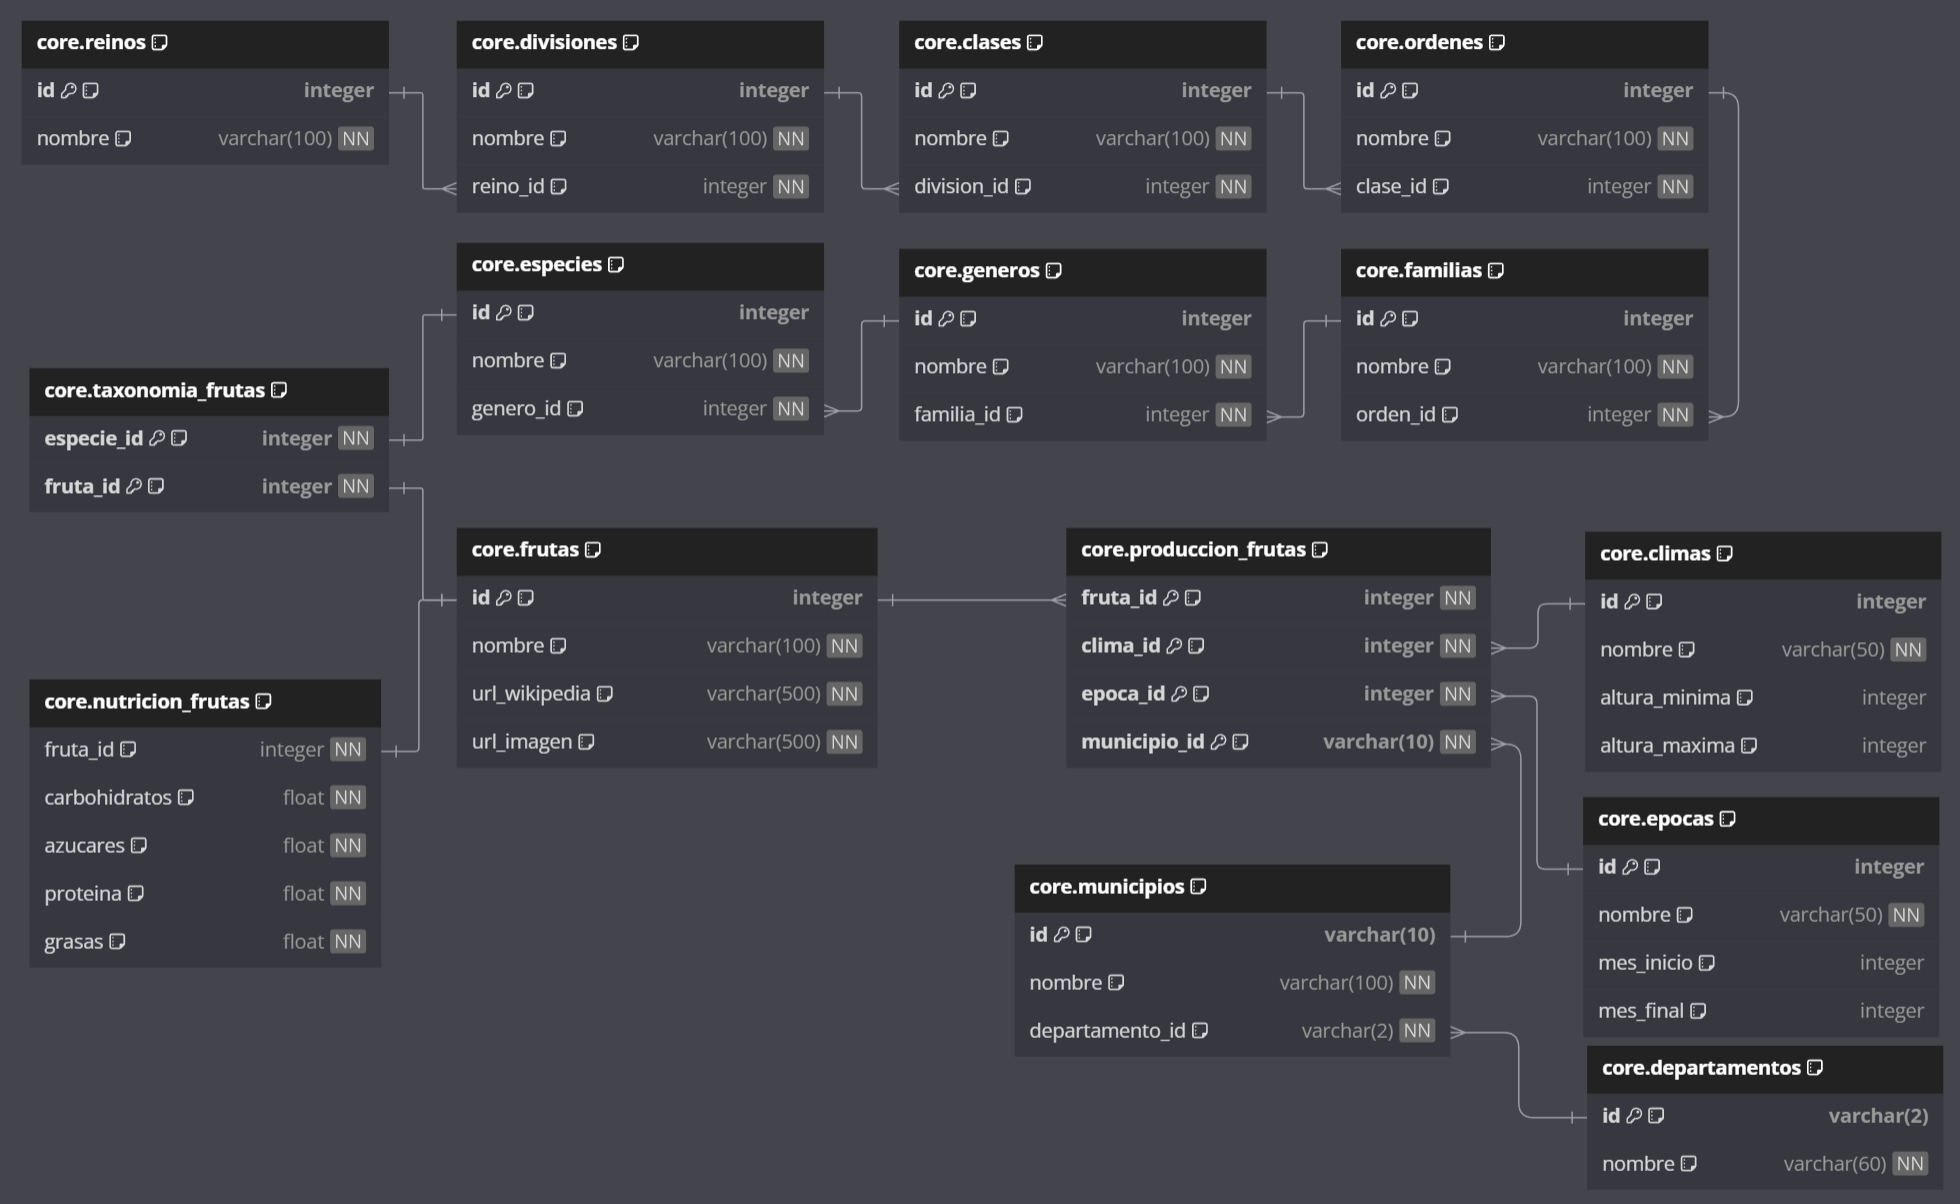 core.reinos
id integer
nombre varchar(100) NN
core.divisiones
id integer
nombre varchar(100) NN
reino_id integer NN
core.clases
id integer
nombre varchar(100) NN
division_id integer NN
core.ordenes
id integer
nombre varchar(100) NN
clase_id integer NN
core.especies
id integer
nombre varchar(100) NN
genero_id integer NN
core.generos
id integer
nombre varchar(100) NN
familia_id integer NN
core.familias
id integer
nombre varchar(100) NN
orden_id integer NN
core.taxonomia_frutas
especie_id integer NN
fruta_id integer NN
core.frutas
id integer
nombre varchar(100) NN
url_wikipedia varchar(500) NN
url_imagen varchar(500) NN
core.produccion_frutas
fruta_id integer NN
clima_id integer NN
epoca_id integer NN
municipio_id varchar(10) NN
core.climas
id integer
nombre varchar(50) NN
altura_minima integer
altura_maxima integer
core.nutricion_frutas
fruta_id integer NN
carbohidratos float NN
azucares float NN
proteina float NN
grasas float NN
core.epocas
id integer
nombre varchar(50) NN
mes_inicio integer
mes_final integer
core.municipios
id varchar(10)
nombre varchar(100) NN
departamento_id varchar(2) NN
core.departamentos
id varchar(2)
nombre varchar(60) NN